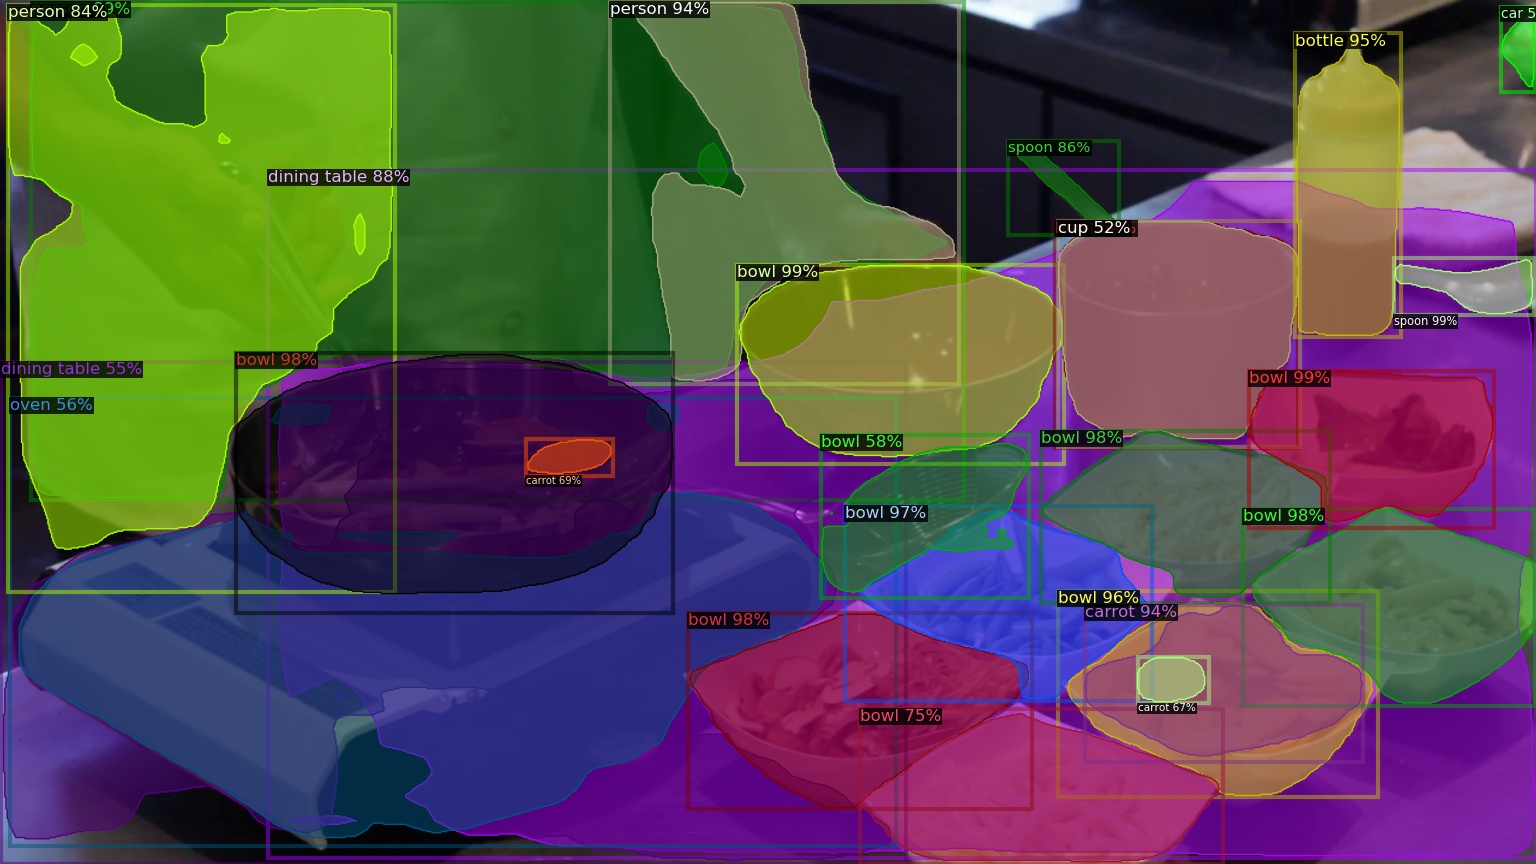 person 84%
9%
person 94%
car 5
bottle 95%
spoon 86%
dining table 88%
cup 52%
bowl 99%
spoon 99%
bowl 98%
dining table 55%
bowl 99%
oven 56%
bowl 58%
bowl 98%
carrot 69%
bowl 97%
bowl 98%
bowl 96%
carrot 94%
bowl 98%
carrot 67%
bowl 75%